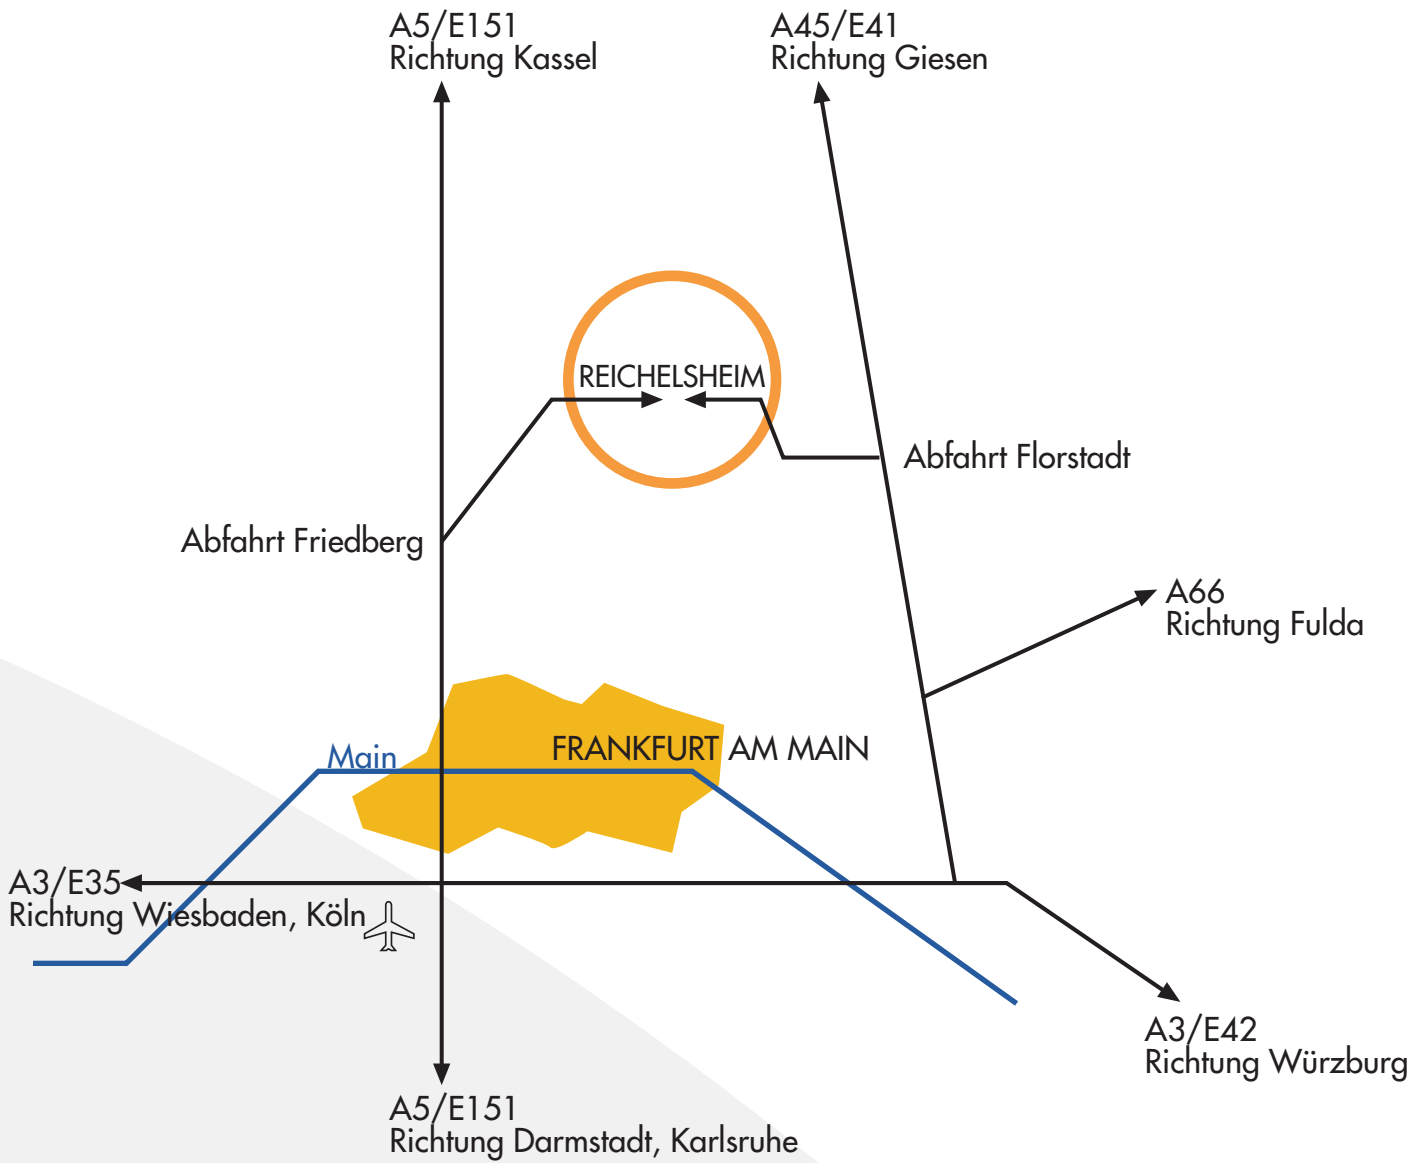 A5/E151
Richtung Kassel
A45/E41
Richtung Giesen
REICHELSHEIM
Abfahrt Florstadt
Abfahrt Friedberg
A66
Richtung Fulda
Main
FRANKFURT AM MAIN
A3/E35
Richtung Wiesbaden, Köln
A3/E42
Richtung Würzburg
A5/E151
Richtung Darmstadt, Karlsruhe